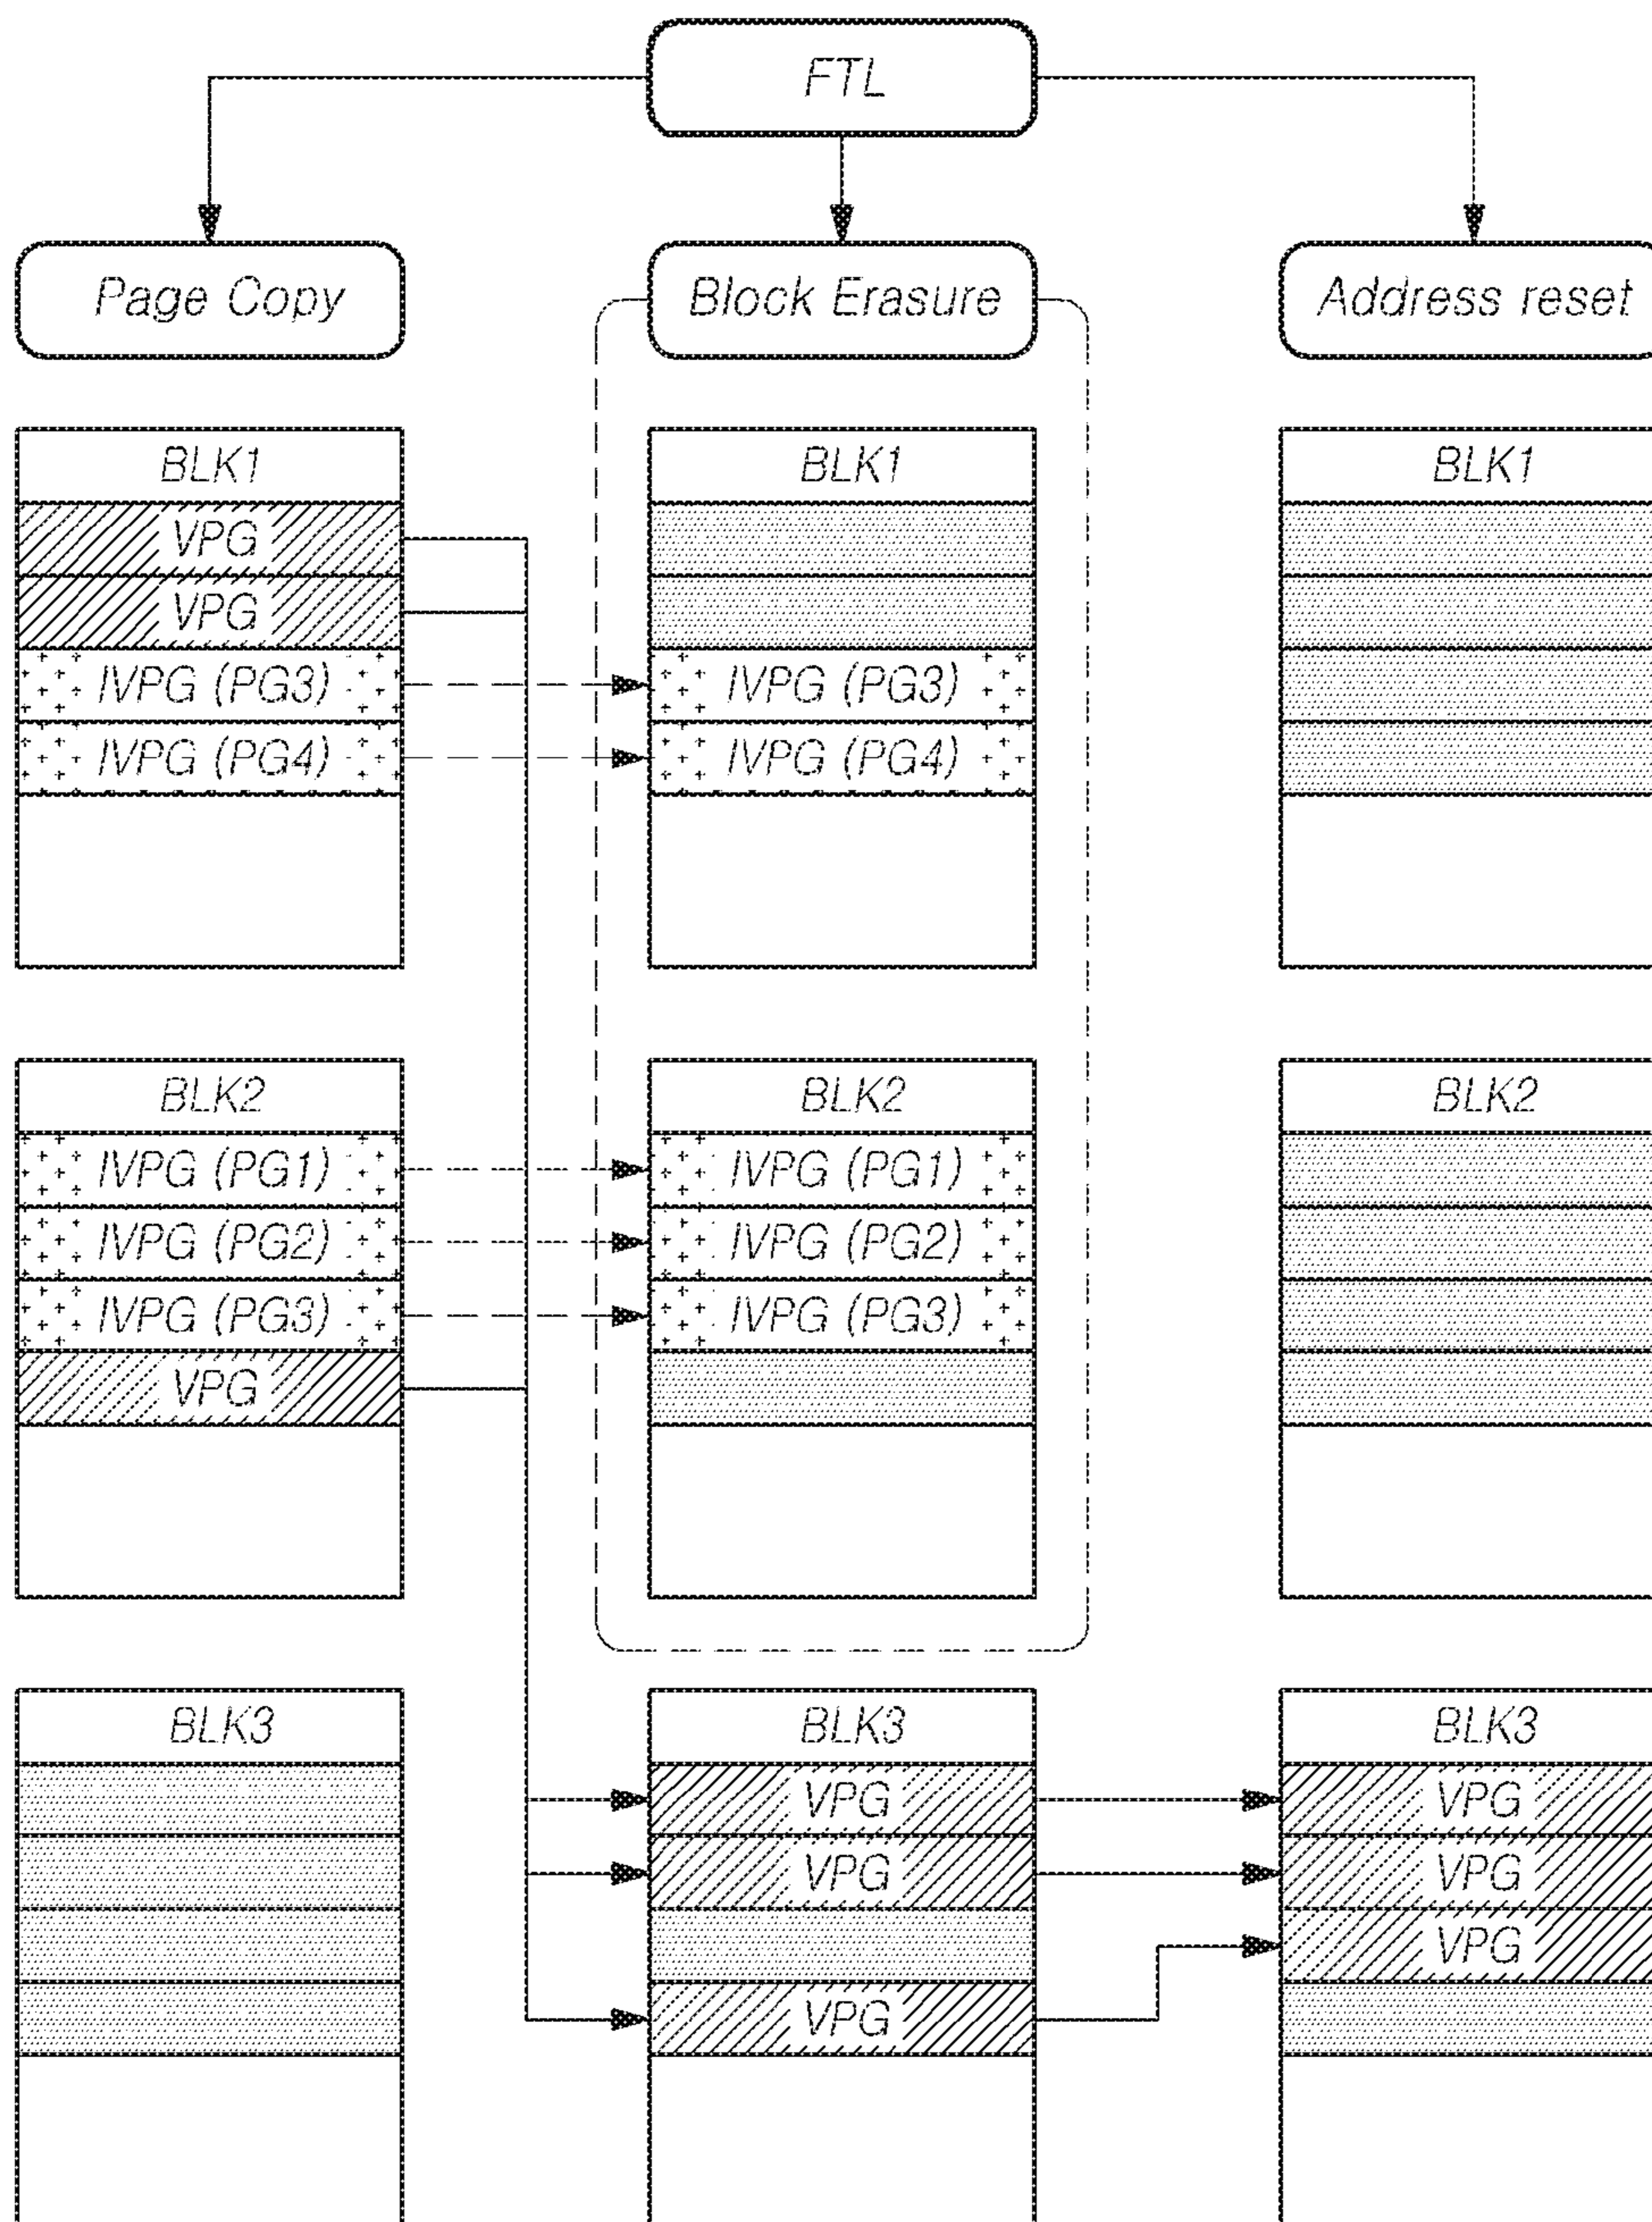 FTL
Page Copy
Block Erasure
Address reset
BLK1
VPG
VPG
IVPG (PG3)
IVPG (PG4)
BLK1
IVPG (PG3)
IVPG (PG4)
BLK1
BLK2
IVPG (PG1)
IVPG (PG2)
IVPG (PG3)
VPG
BLK2
IVPG (PG1)
IVPG (PG2)
IVPG (PG3)
BLK2
BLK3
BLK3
VPG
VPG
VPG
BLK3
VPG
VPG
VPG